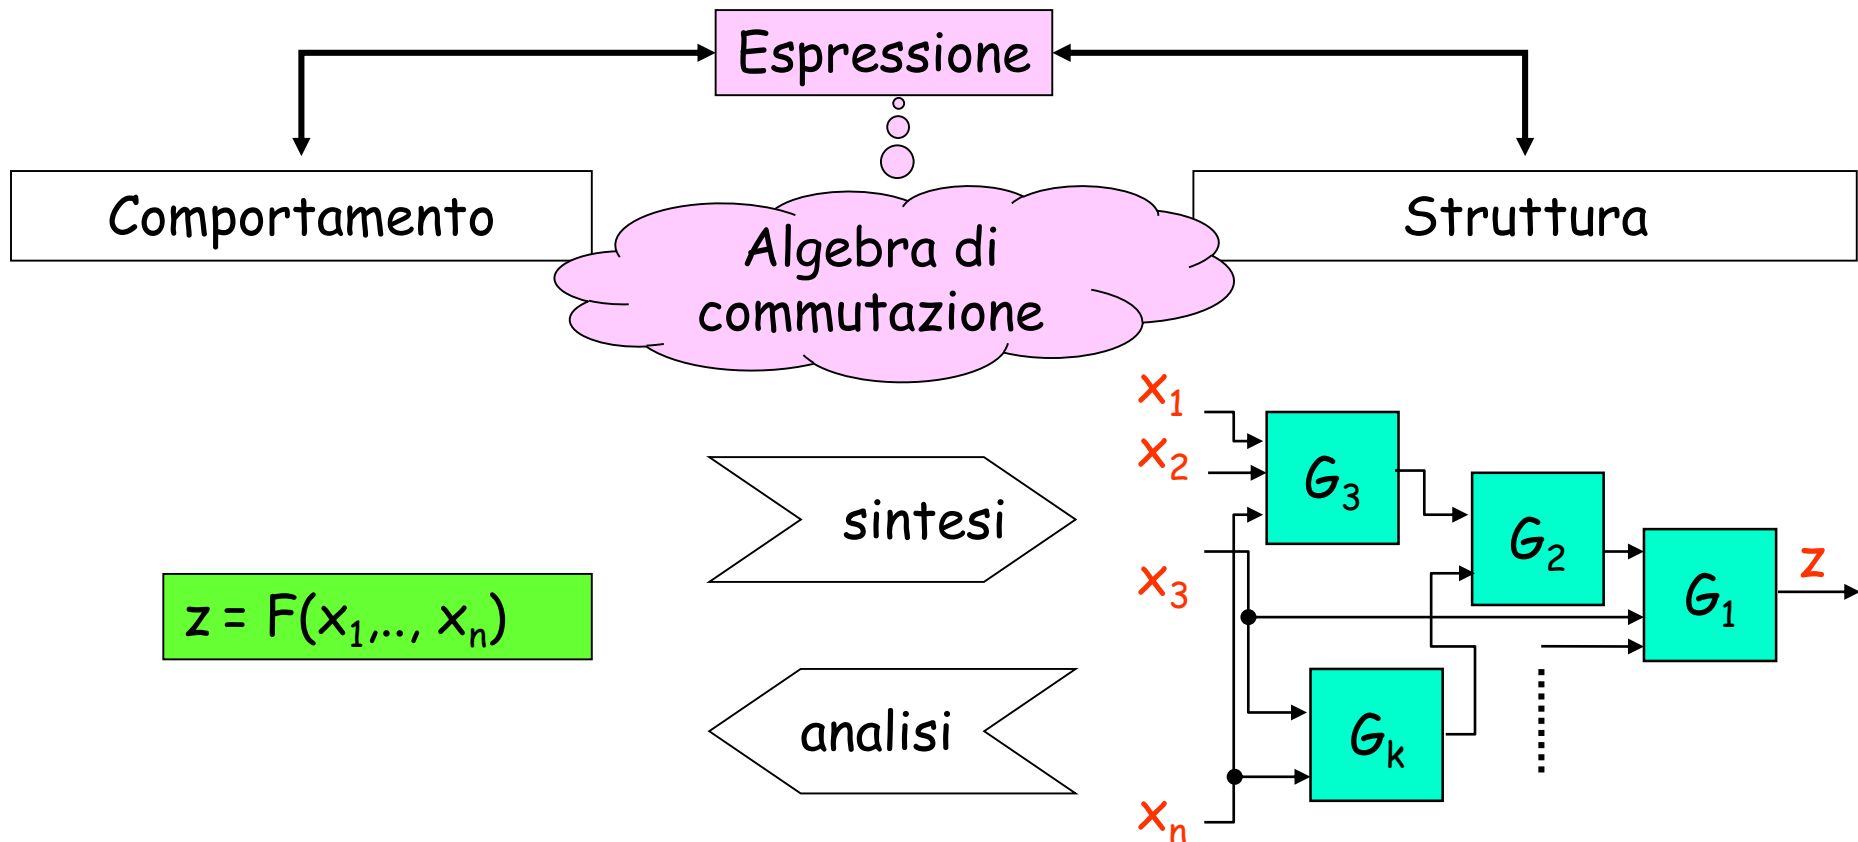 Espressione
Comportamento
Struttura
Algebra di
commutazione
x₁
x₂
x₃
xₙ
G₃
G₂
G₁
Gₖ
z
sintesi
z = F(x₁,.., xₙ)
analisi